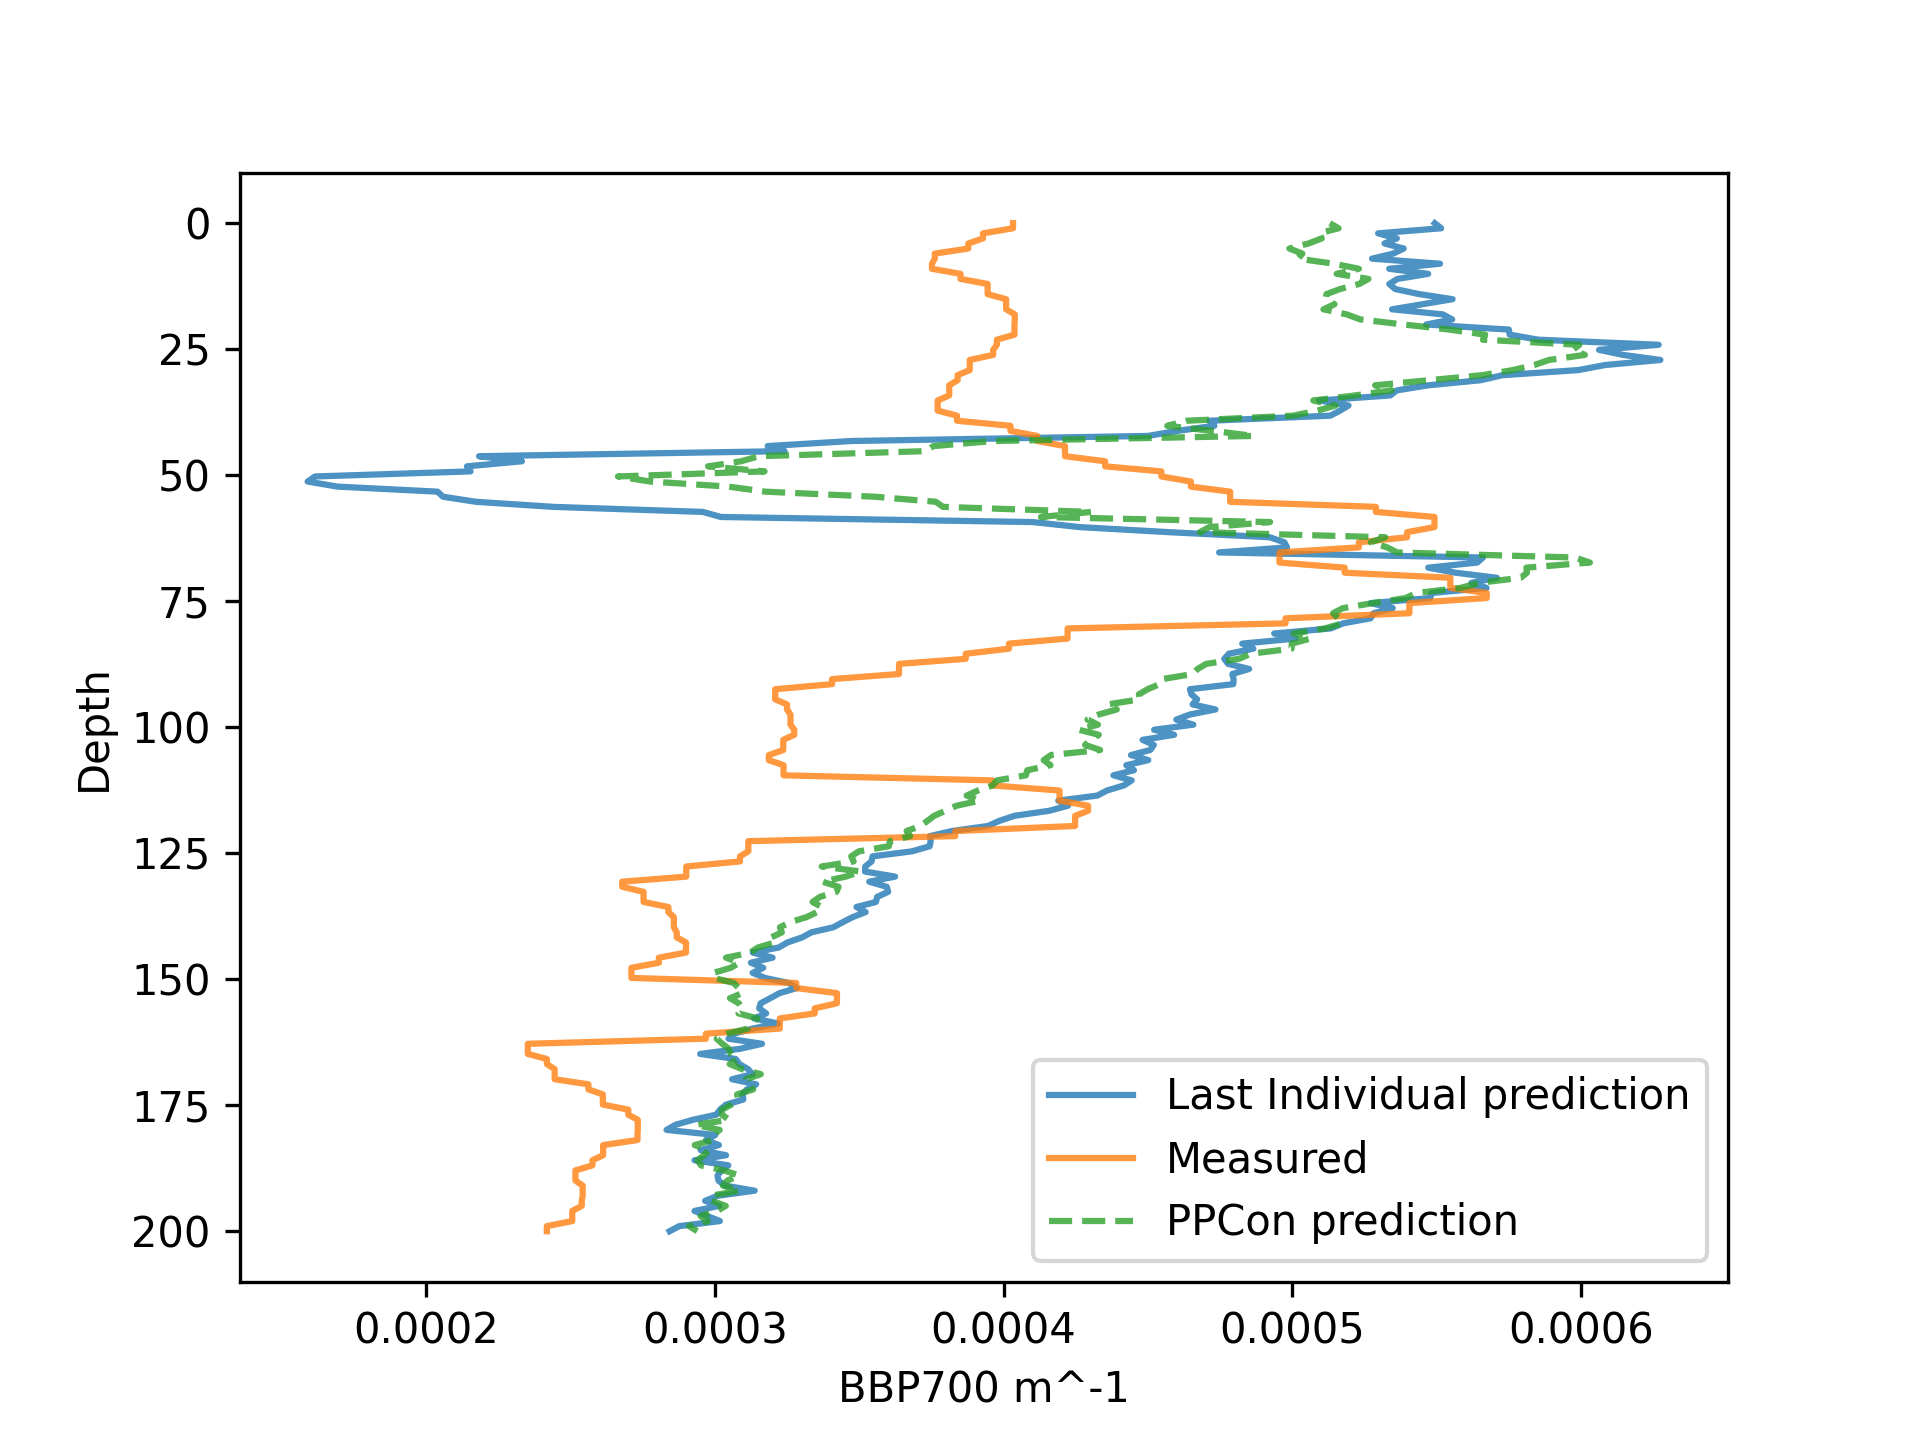 0
25
50
75
100
125
150
175
200
Depth
0.0002 0.0003 0.0004 0.0005 0.0006
BBP700 m^-1
Last Individual prediction
Measured
PPCon prediction